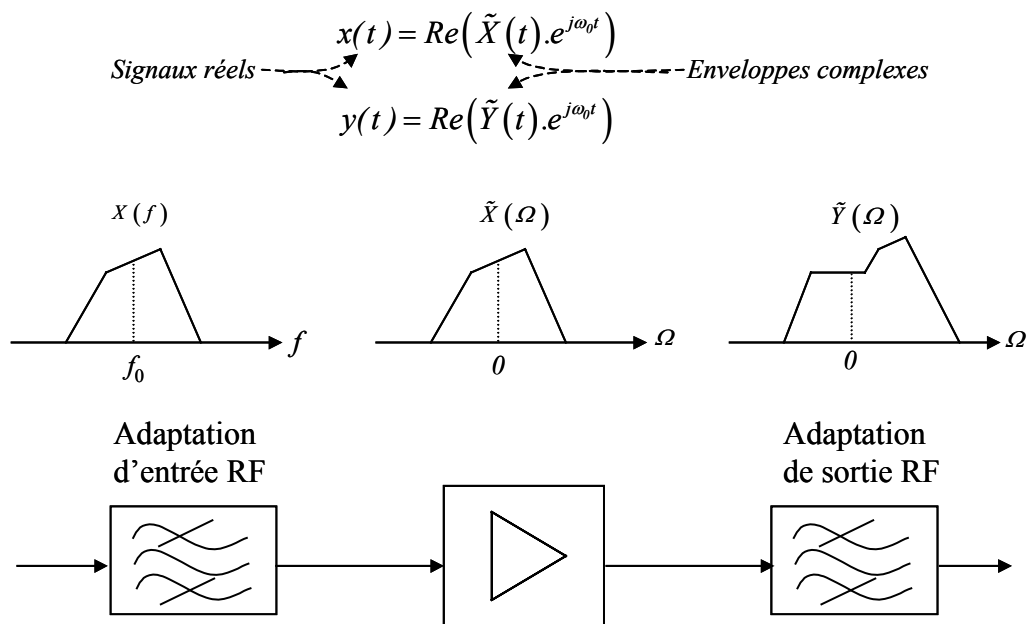 x(t) = Re(X̃(t).e^{jω₀t})
Signaux réels
Enveloppes complexes
y(t) = Re(Ỹ(t).e^{jω₀t})
X(f)
X̃(Ω)
Ỹ(Ω)
f
Ω
Ω
f₀
0
0
Adaptation
d'entrée RF
Adaptation
de sortie RF